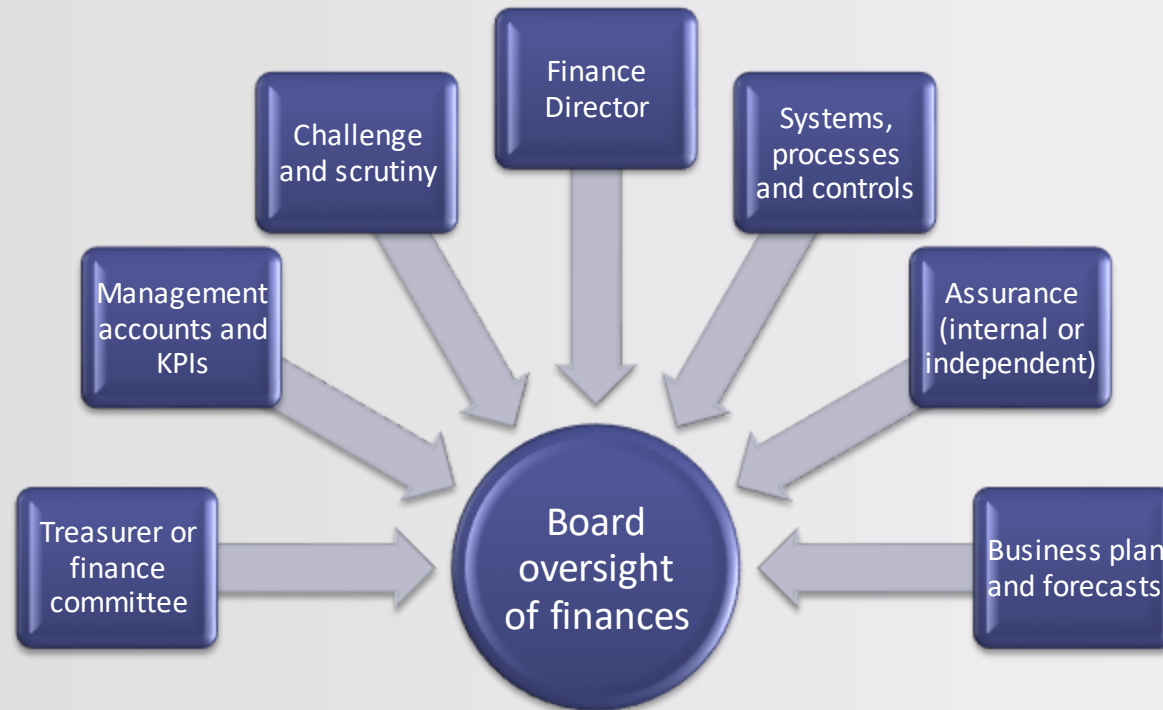 Finance
Director
Challenge
and scrutiny
Systems,
processes
and controls
Management
accounts and
KPIs
Assurance
(internal or
independent)
Treasurer or
finance
committee
Board
oversight
of finances
Business plan
and forecasts